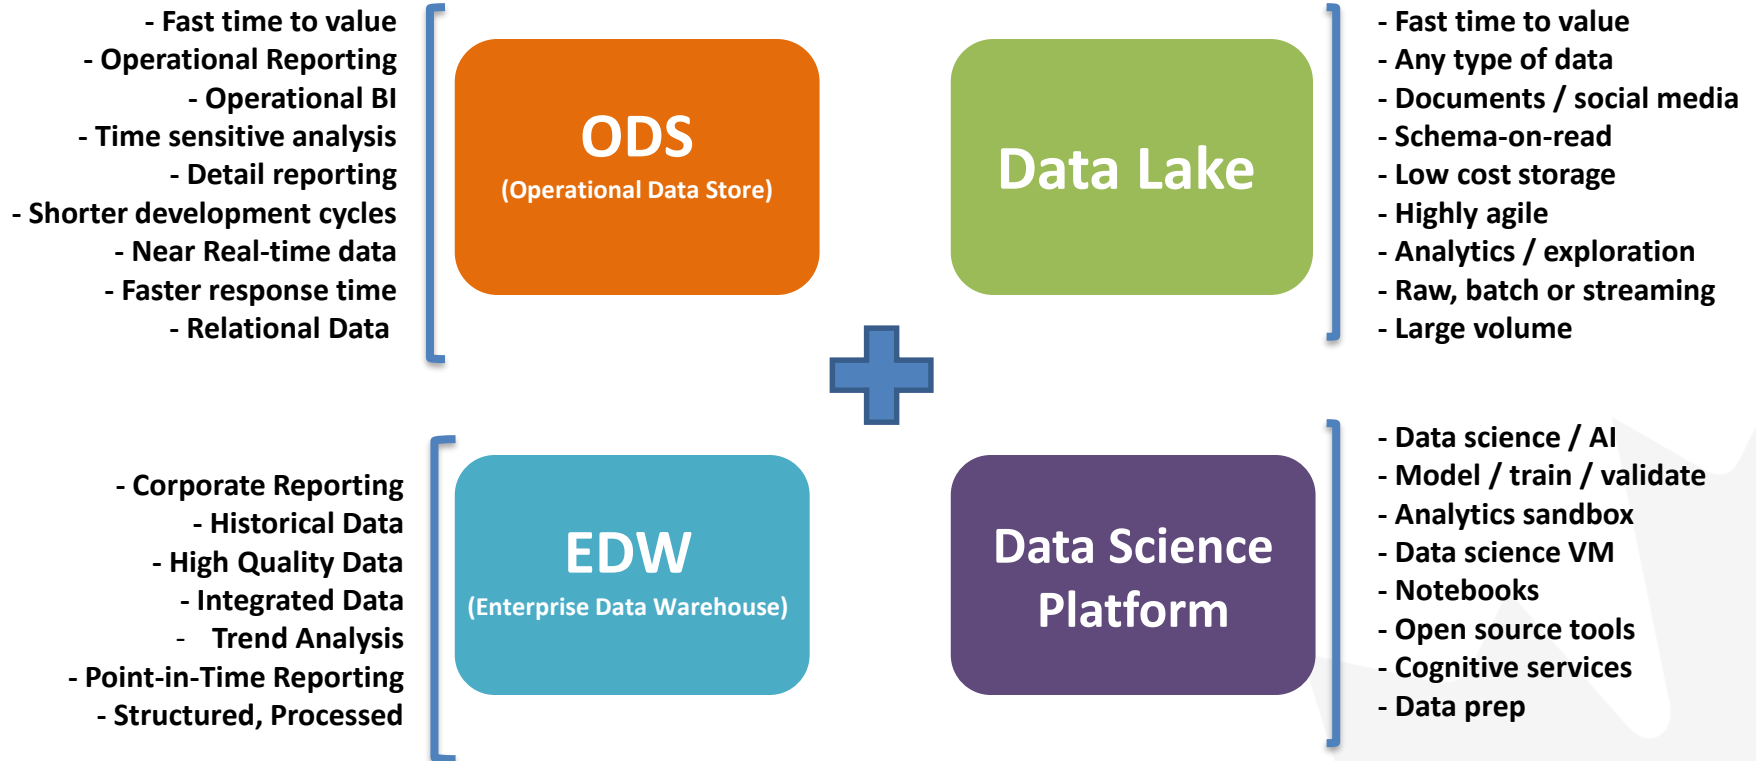 - Fast time to value
- Operational Reporting
- Operational BI
- Time sensitive analysis
- Detail reporting
- Shorter development cycles
- Near Real-time data
- Faster response time
- Relational Data
ODS
(Operational Data Store)
Data Lake
- Fast time to value
- Any type of data
- Documents / social media
- Schema-on-read
- Low cost storage
- Highly agile
- Analytics / exploration
- Raw, batch or streaming
- Large volume
- Corporate Reporting
- Historical Data
- High Quality Data
- Integrated Data
- Trend Analysis
- Point-in-Time Reporting
- Structured, Processed
EDW
(Enterprise Data Warehouse)
Data Science
Platform
- Data science / AI
- Model / train / validate
- Analytics sandbox
- Data science VM
- Notebooks
- Open source tools
- Cognitive services
- Data prep